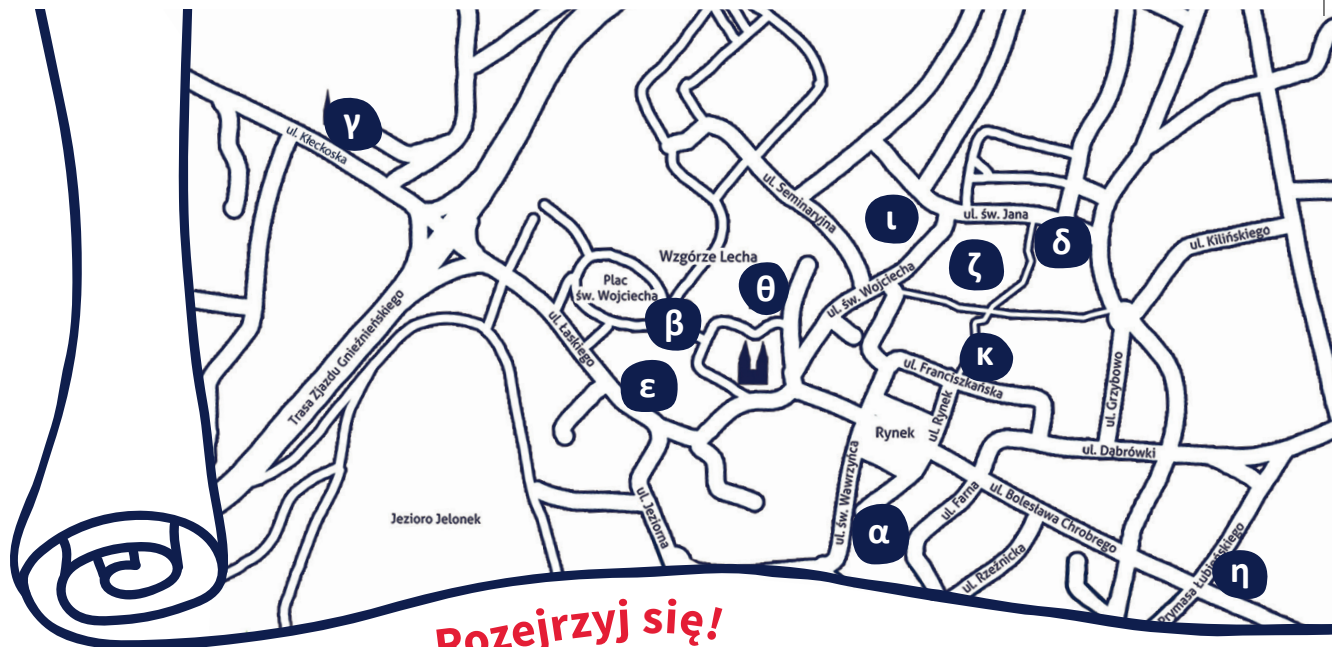 γ
ul. Kłeckoska
ul. Seminaryjna
ι
ul. św. Jana
δ
ul. Kilińskiego
Wzgórze Lecha
ζ
θ
Plac
św. Wojciecha
ul. św. Wojciecha
β
ul. Łaskiego
Trasa Zjazdu Gnieźnieńskiego
κ
ε
ul. Franciszkańska
ul. Grzybowo
ul. Rynek
Rynek
ul. Dąbrówki
ul. św. Wawrzyńca
ul. Farna
ul. Bolesława Chrobrego
Jezioro Jelonek
ul. Jeziorna
α
ul. Rzeźnicka
η
Prymasa Łubieńskiego
Rozejrzyj się!